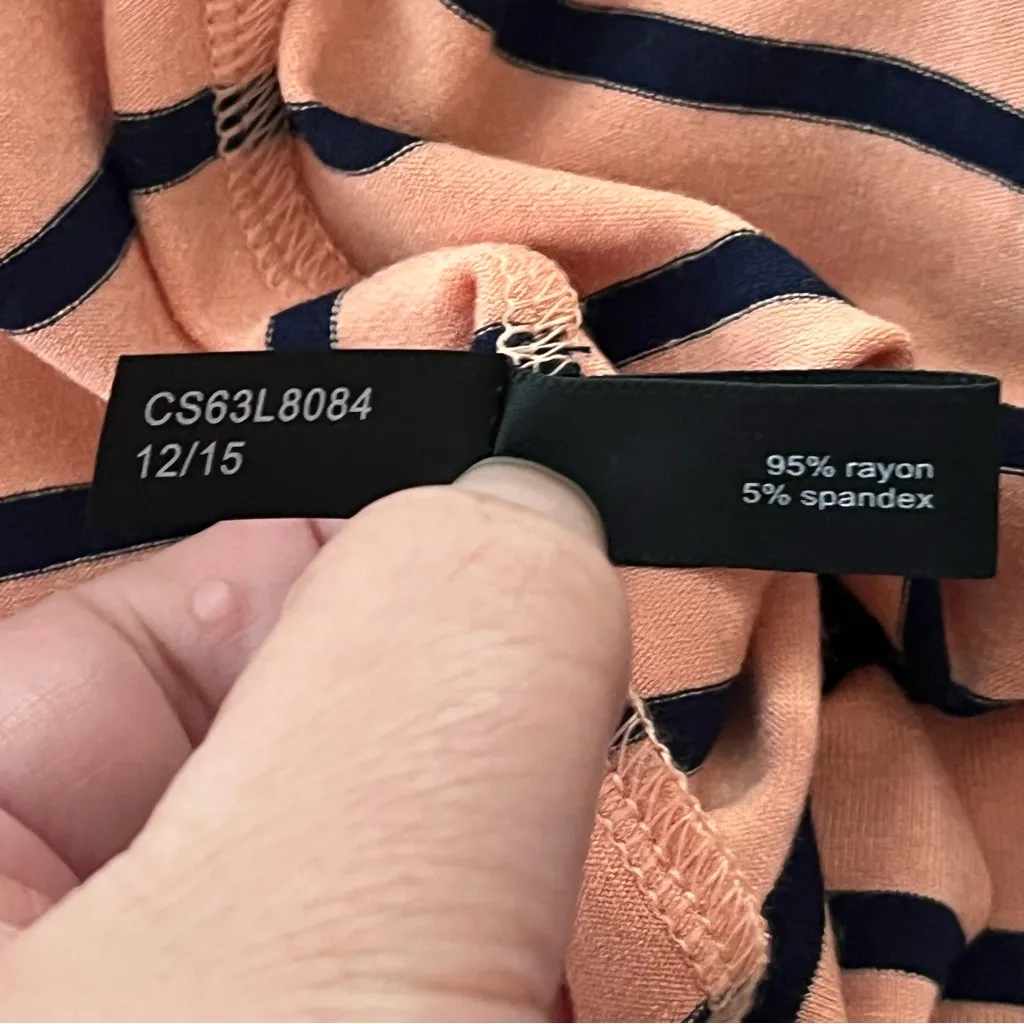 CS63L8084
12/15
95% rayon
5% spandex